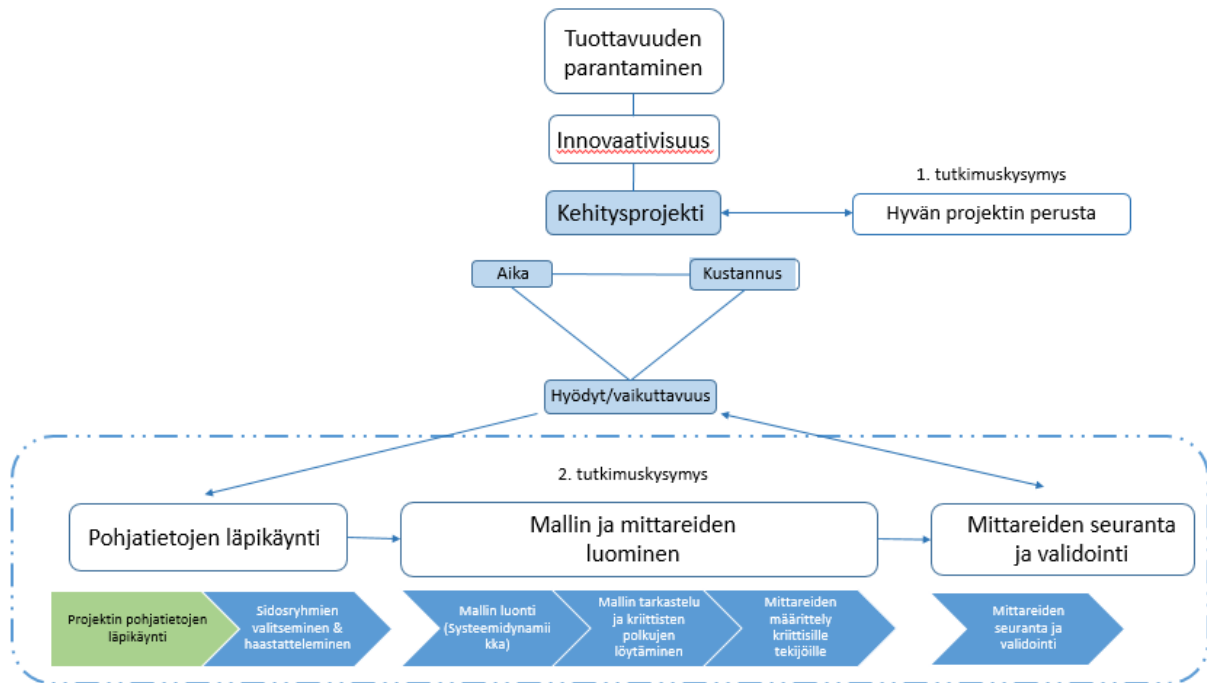 Tuottavuuden
parantaminen
Innovaativisuus
1. tutkimuskysymys
Kehitysprojekti
Hyvän projektin perusta
Aika
Kustannus
Hyödyt/vaikuttavuus
2. tutkimuskysymys
Pohjatietojen läpikäynti
Mallin ja mittareiden
luominen
Mittareiden seuranta
ja validointi
Projektin pohjatietojen
läpikäynti
Sidosryhmien
valitseminen &
haastatteleminen
Mallin luonti
(Systeemidynamii
kka)
Mallin tarkastelu
ja kriittisten
polkujen
löytäminen
Mittareiden
määrittely
kriittisille
tekijöille
Mittareiden
seuranta ja
validointi